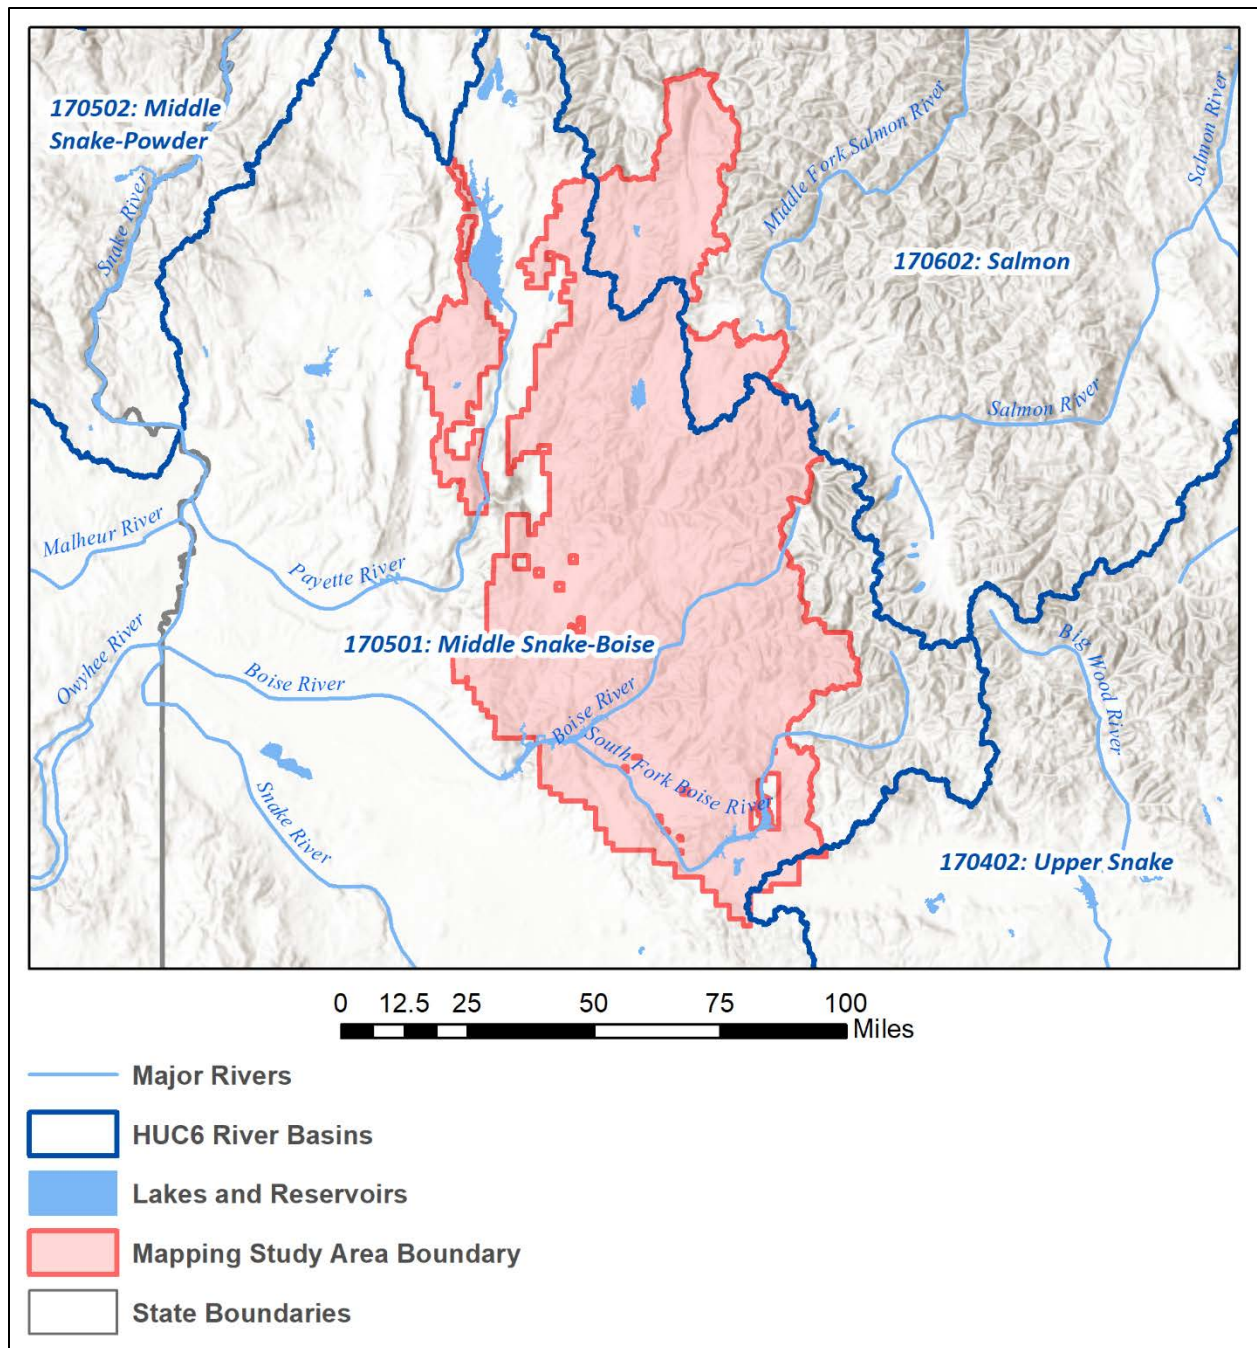 170502: Middle
Snake-Powder
Snake River
Middle Fork Salmon River
Salmon River
170602: Salmon
Salmon River
Malheur River
Payette River
Owyhee River
170501: Middle Snake-Boise
Boise River
Boise River
Big Wood River
South Fork Boise River
Snake River
170402: Upper Snake
0 12.5 25 50 75 100
Miles
Major Rivers
HUC6 River Basins
Lakes and Reservoirs
Mapping Study Area Boundary
State Boundaries